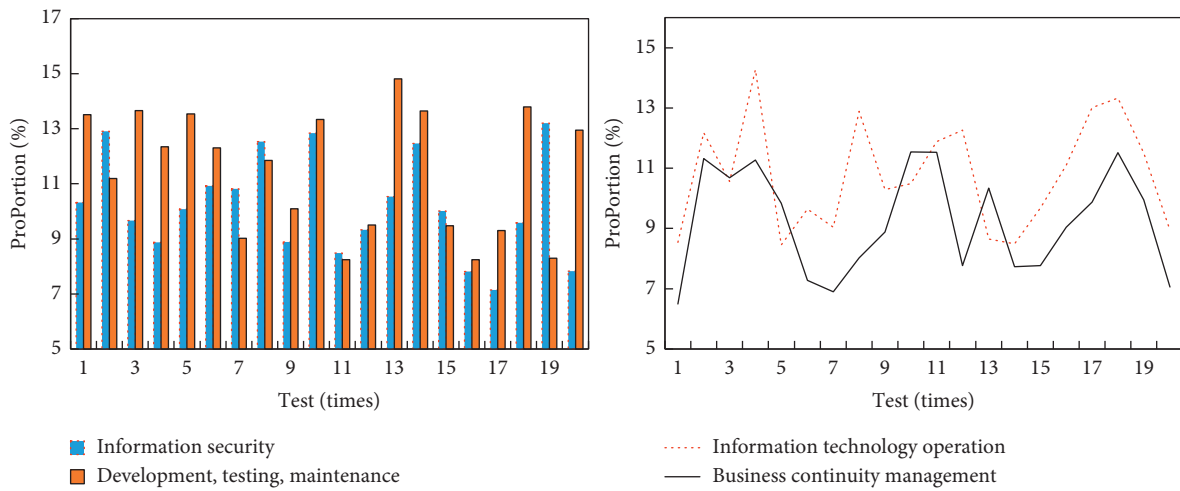 17
15
13
11
9
7
5
ProPortion (%)
1 3 5 7 9 11 13 15 17 19
Test (times)
Information security
Development, testing, maintenance
17
15
13
11
9
7
5
ProPortion (%)
1 3 5 7 9 11 13 15 17 19
Test (times)
Information technology operation
Business continuity management